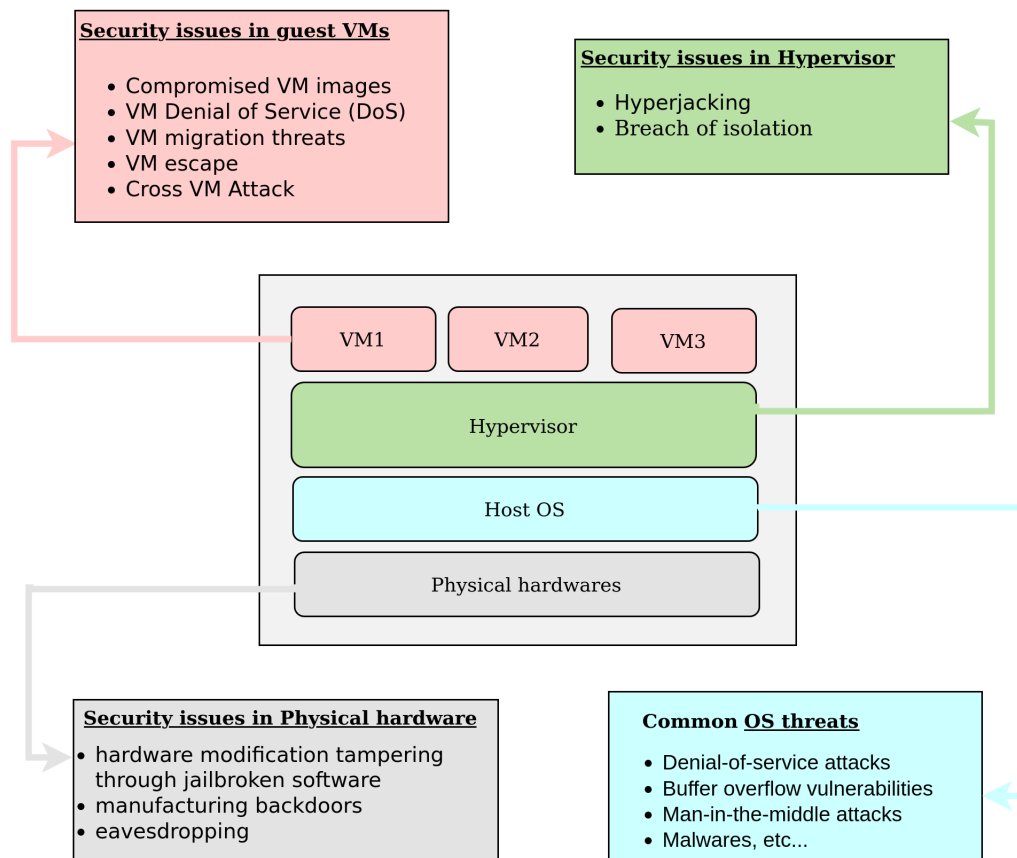 Security issues in guest VMs
Compromised VM images
VM Denial of Service (DoS)
VM migration threats
VM escape
Cross VM Attack
Security issues in Hypervisor
Hyperjacking
Breach of isolation
VM1
VM2
VM3
Hypervisor
Host OS
Physical hardwares
Security issues in Physical hardware
hardware modification tampering
through jailbroken software
manufacturing backdoors
eavesdropping
Common OS threats
Denial-of-service attacks
Buffer overflow vulnerabilities
Man-in-the-middle attacks
Malwares, etc...